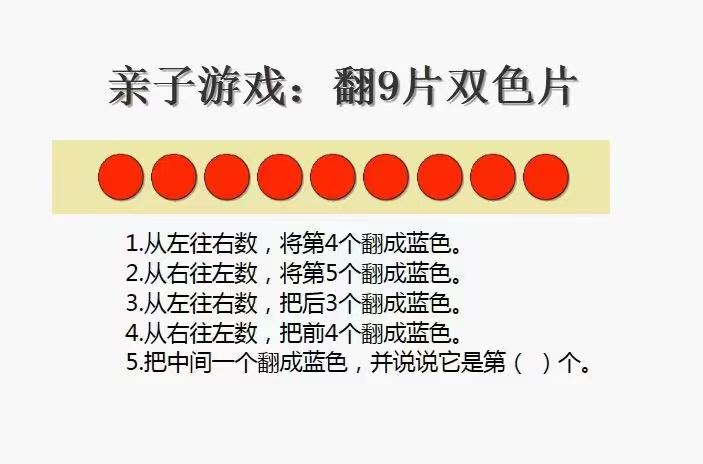 亲子游戏：翻9片双色片
1.从左往右数，将第4个翻成蓝色。
2.从右往左数，将第5个翻成蓝色。
3.从左往右数，把后3个翻成蓝色。
4.从右往左数，把前4个翻成蓝色。
5.把中间一个翻成蓝色，并说说它是第（ ）个。